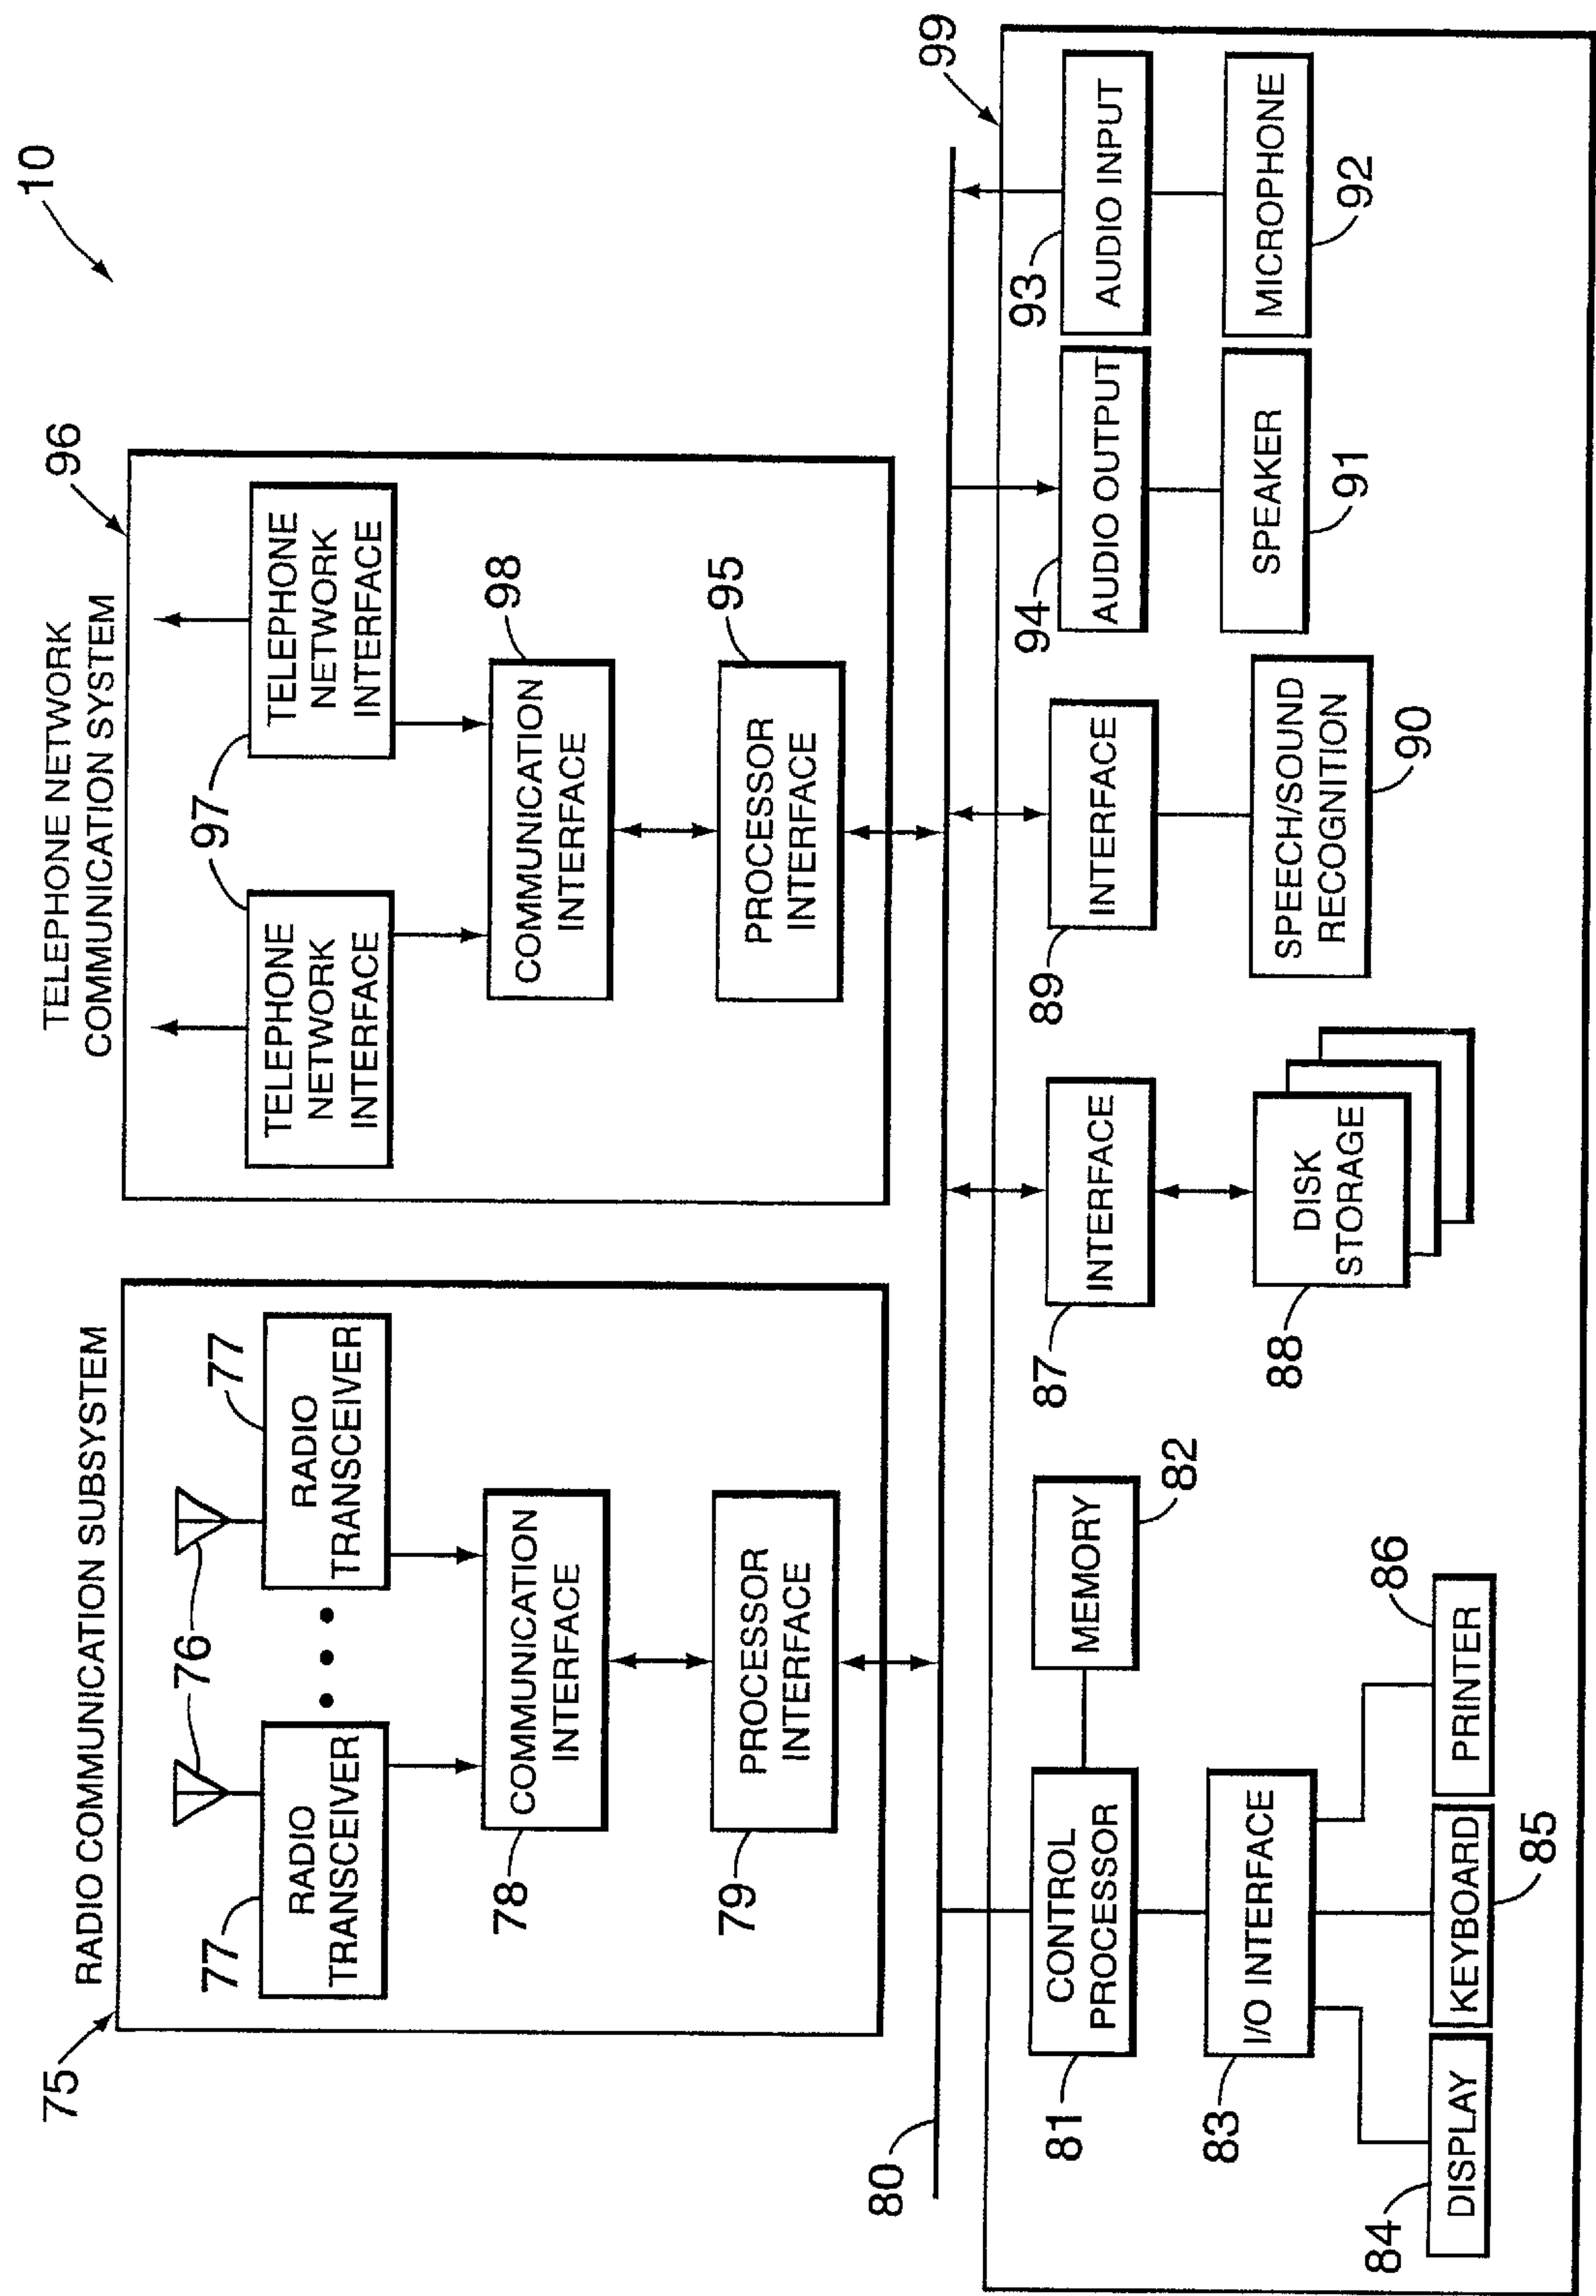 10
RADIO COMMUNICATION SUBSYSTEM
75
76
77
77
RADIO
TRANSCEIVER
RADIO
TRANSCEIVER
COMMUNICATION
INTERFACE
78
PROCESSOR
INTERFACE
79
TELEPHONE NETWORK
COMMUNICATION SYSTEM
96
97
TELEPHONE
NETWORK
INTERFACE
TELEPHONE
NETWORK
INTERFACE
COMMUNICATION
INTERFACE
98
PROCESSOR
INTERFACE
95
80
99
CONTROL
PROCESSOR
81
MEMORY
82
I/O INTERFACE
83
DISPLAY
84
KEYBOARD
85
PRINTER
86
INTERFACE
87
DISK
STORAGE
88
INTERFACE
89
SPEECH/SOUND
RECOGNITION
90
AUDIO OUTPUT
94
SPEAKER
91
AUDIO INPUT
93
MICROPHONE
92